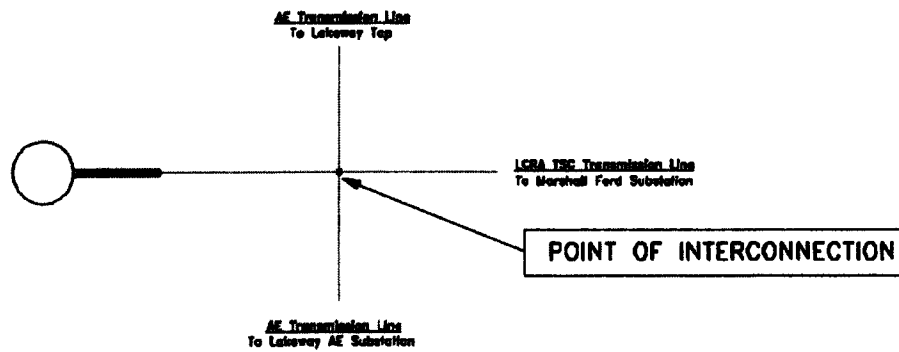 AE Transmission Line
To Lakeway Tap
LCRA TSC Transmission Line
To Marshall Ford Substation
POINT OF INTERCONNECTION
AE Transmission Line
To Lakeway AE Substation